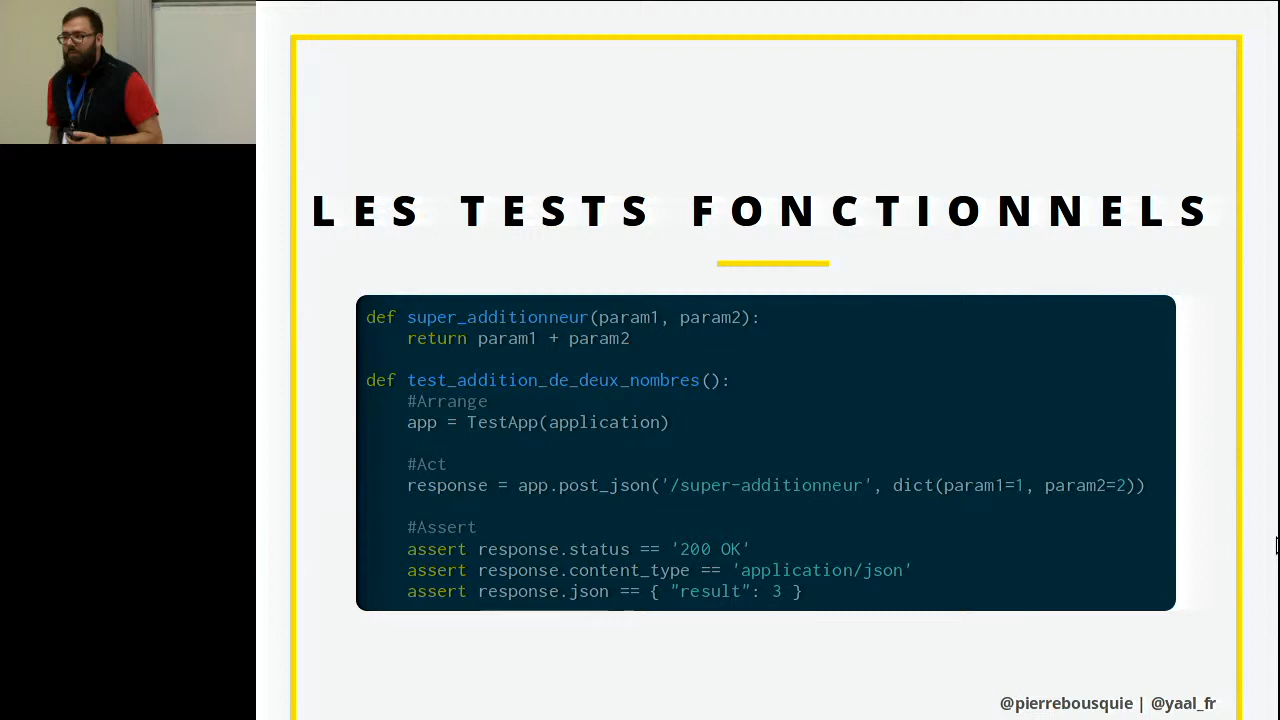 LES TESTS FONCTIONNELS
def super_additionneur(param1, param2):
    return param1 + param2
def test_addition_de_deux_nombres():
    #Arrange
    app = TestApp(application)
    #Act
    response = app.post_json('/super-additionneur', dict(param1=1, param2=2))
    #Assert
    assert response.status == '200 OK'
    assert response.content_type == 'application/json'
    assert response.json == { "result": 3 }
@pierrebousquie | @yaal_fr